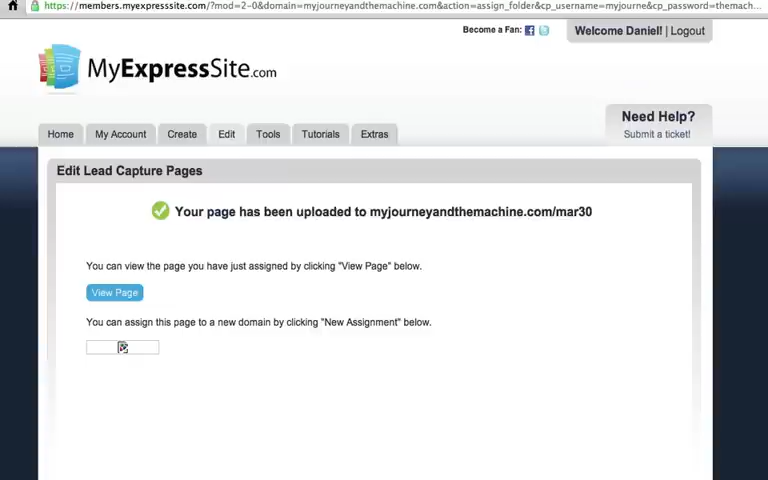 https://members.myexpresssite.com/?mod=2-0&domain=myjourneyandthemachine.com&action=assign_folder&cp_username=myjourne&cp_password=themach...
Become a Fan:
Welcome Daniel! | Logout
MyExpressSite.com
Need Help?
Submit a ticket!
Home My Account Create Edit Tools Tutorials Extras
Edit Lead Capture Pages
Your page has been uploaded to myjourneyandthemachine.com/mar30
You can view the page you have just assigned by clicking "View Page" below.
View Page
You can assign this page to a new domain by clicking "New Assignment" below.